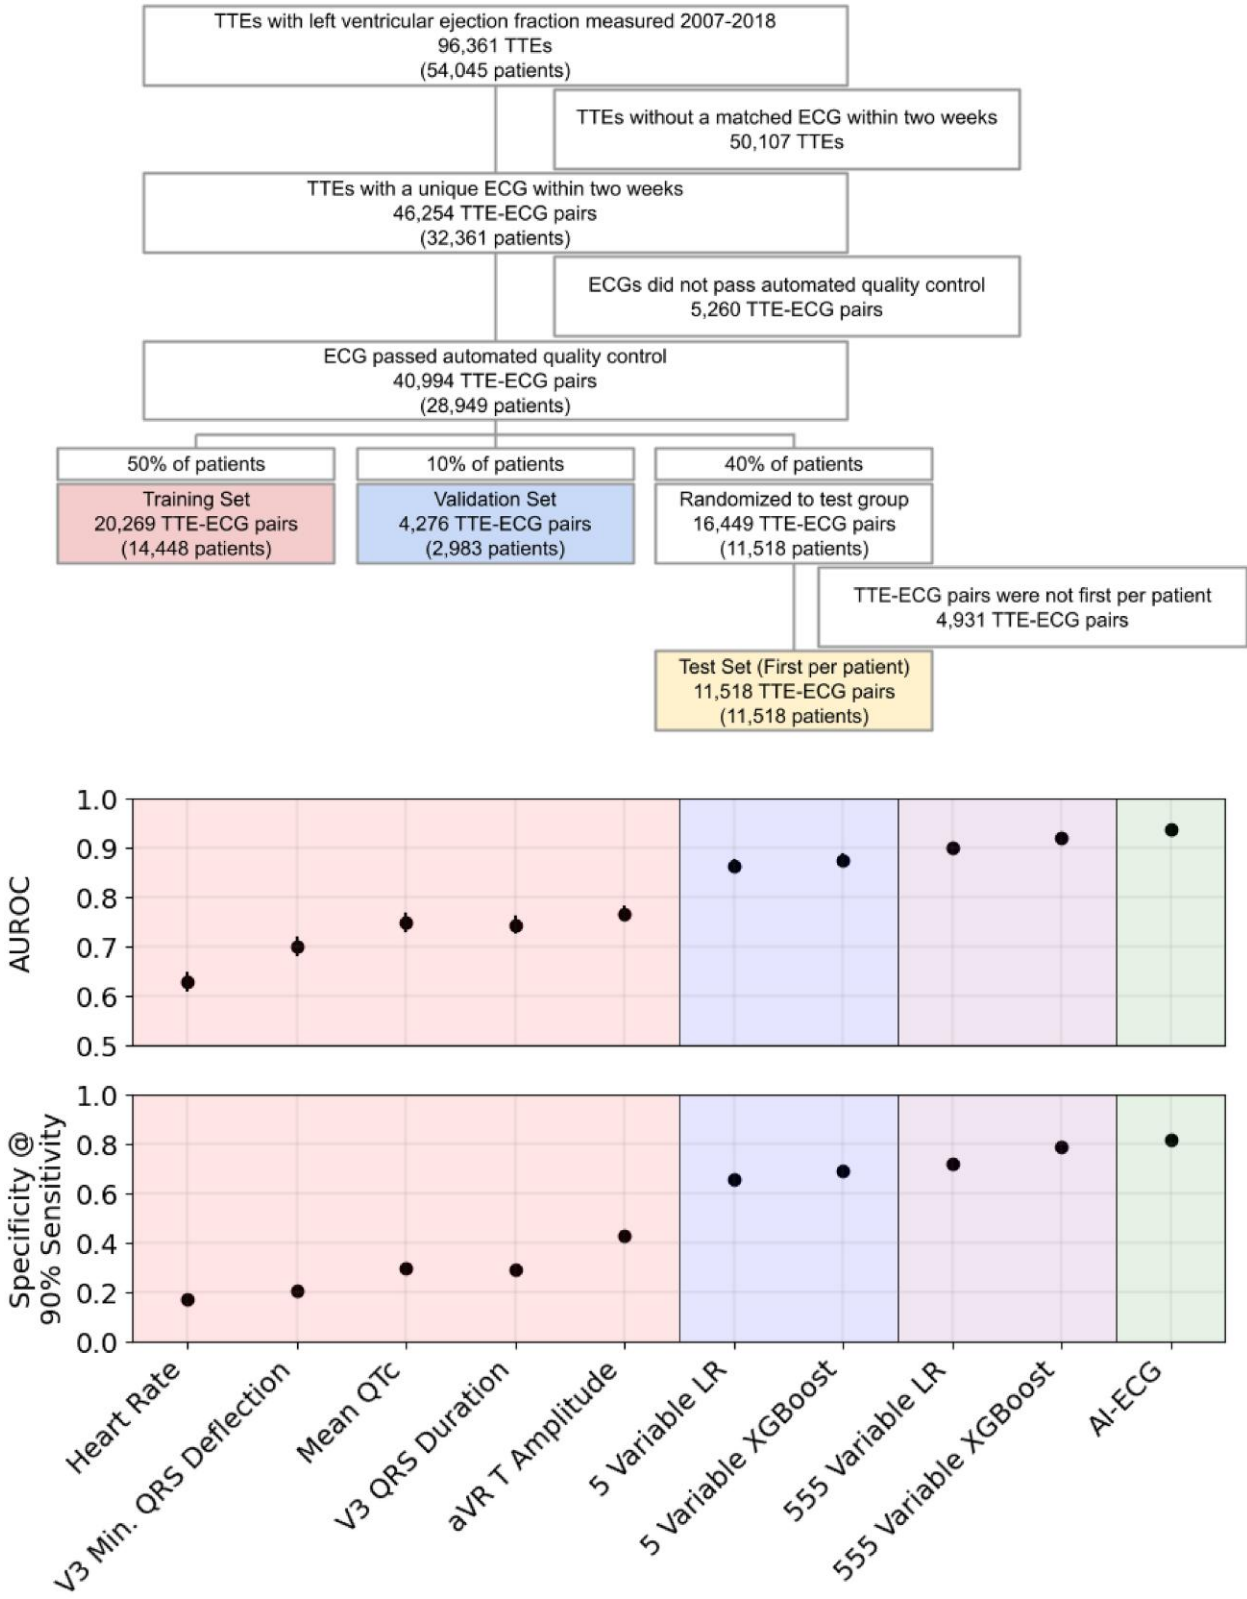 TTEs with left ventricular ejection fraction measured 2007-2018
96,361 TTEs
(54,045 patients)
TTEs without a matched ECG within two weeks
50,107 TTEs
TTEs with a unique ECG within two weeks
46,254 TTE-ECG pairs
(32,361 patients)
ECGs did not pass automated quality control
5,260 TTE-ECG pairs
ECG passed automated quality control
40,994 TTE-ECG pairs
(28,949 patients)
50% of patients
10% of patients
40% of patients
Training Set
20,269 TTE-ECG pairs
(14,448 patients)
Validation Set
4,276 TTE-ECG pairs
(2,983 patients)
Randomized to test group
16,449 TTE-ECG pairs
(11,518 patients)
TTE-ECG pairs were not first per patient
4,931 TTE-ECG pairs
Test Set (First per patient)
11,518 TTE-ECG pairs
(11,518 patients)
AUROC
1.0
0.9
0.8
0.7
0.6
0.5
Specificity @
90% Sensitivity
1.0
0.8
0.6
0.4
0.2
0.0
Heart Rate
V3 Min. QRS Deflection
Mean QTc
V3 QRS Duration
aVR T Amplitude
5 Variable LR
5 Variable XGBoost
555 Variable LR
555 Variable XGBoost
AI-ECG